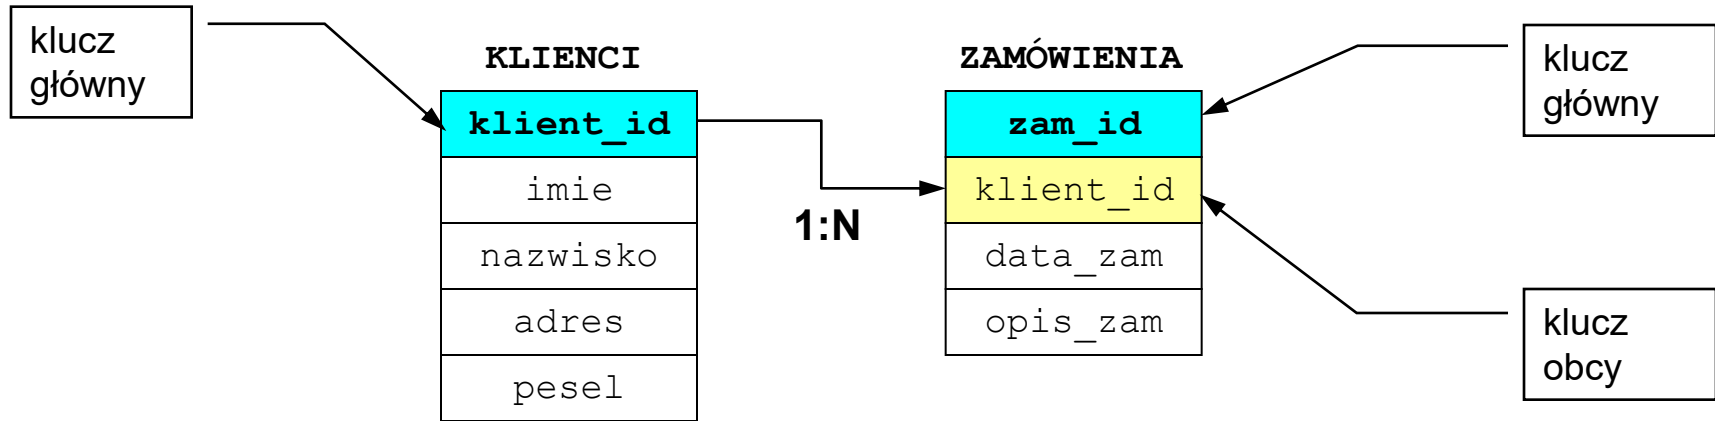 klucz
główny
KLIENCI
klient_id
imie
nazwisko
adres
pesel
1:N
ZAMÓWIENIA
zam_id
klient_id
data_zam
opis_zam
klucz
główny
klucz
obcy